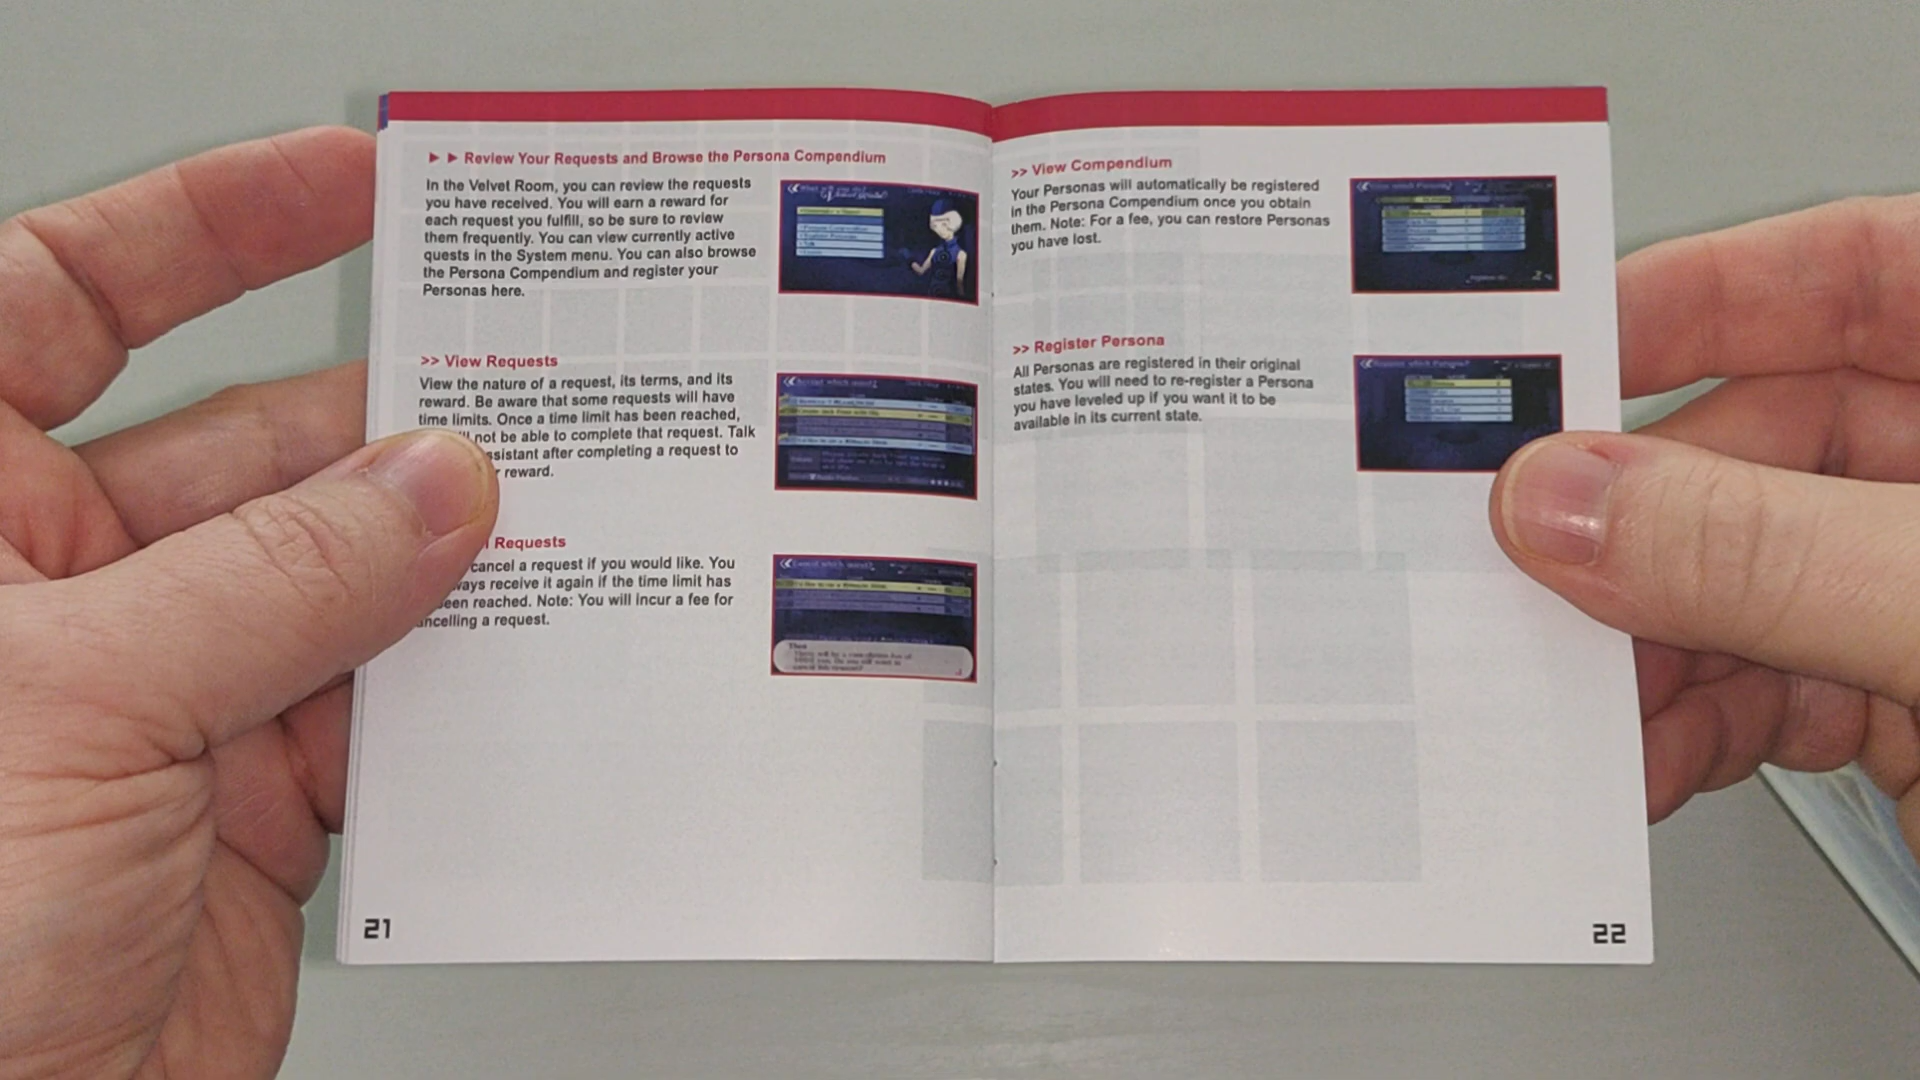 ▶ ▶ Review Your Requests and Browse the Persona Compendium
In the Velvet Room, you can review the requests
you have received. You will earn a reward for
each request you fulfill, so be sure to review
them frequently. You can view currently active
quests in the System menu. You can also browse
the Persona Compendium and register your
Personas here.
>> View Requests
View the nature of a request, its terms, and its
reward. Be aware that some requests will have
time limits. Once a time limit has been reached,
not be able to complete that request. Talk
ssistant after completing a request to
reward.
Requests
cancel a request if you would like. You
ways receive it again if the time limit has
een reached. Note: You will incur a fee for
ncelling a request.
21
>> View Compendium
Your Personas will automatically be registered
in the Persona Compendium once you obtain
them. Note: For a fee, you can restore Personas
you have lost.
>> Register Persona
All Personas are registered in their original
states. You will need to re-register a Persona
you have leveled up if you want it to be
available in its current state.
22